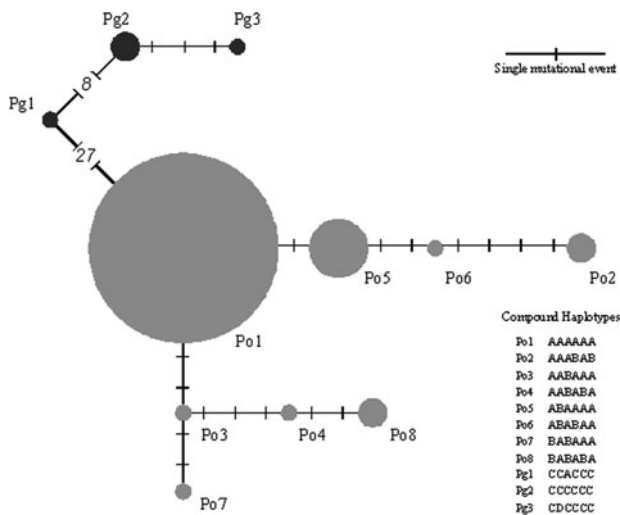 Pg2
Pg3
8
Single mutational event
Pg1
27
Po5
Po6
Po2
Po1
Compound Haplotypes
Po1 AAAAAA
Po2 AAABAB
Po3 AABAAA
Po4 AABABA
Po5 ABAAAA
Po6 ABABAA
Po7 BABAAA
Po8 BABABA
Pg1 CCACCC
Pg2 CCCCCC
Pg3 CDCCCC
Po3
Po4
Po8
Po7